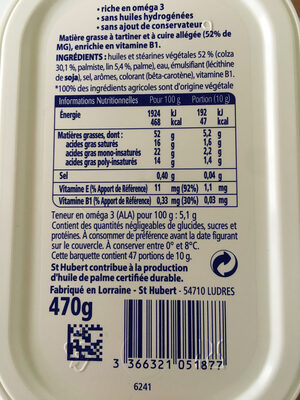 • riche en oméga 3
• sans huiles hydrogénées
• sans ajout de conservateur
Matière grasse à tartiner et à cuire allégée (52% de
MG), enrichie en vitamine B1.
INGRÉDIENTS : huiles et stéarines végétales 52 % (colza
30,1 %, palmiste, lin 5,4 %, palme), eau, émulsifiant (lécithine
de soja), sel, arômes, colorant (bêta-carotène), vitamine B1.
*100% des ingrédients agricoles sont d'origine végétale
Informations Nutritionnelles Pour 100 g Portion (10 g)
Énergie 1924 kJ 192 kJ
468 kcal 47 kcal
Matières grasses, dont : 52 g 5,2 g
acides gras saturés 16 g 1,6 g
acides gras mono-insaturés 22 g 2,2 g
acides gras poly-insaturés 14 g 1,4 g
Sel 0,40 g 0,04 g
Vitamine E (% Apport de Référence) 11 mg (92%) 1,1 mg
Vitamine B1 (% Apport de Référence) 0,33 mg (30%) 0,03 mg
Teneur en oméga 3 (ALA) pour 100 g : 5,1 g
Contient des quantités négligeables de glucides, sucres et
protéines. À consommer de préférence avant la date figurant
sur le couvercle. À conserver entre 0° et 8°C.
Cette barquette contient 47 portions de 10 g.
St Hubert contribue à la production
d'huile de palme certifiée durable.
Fabriqué en Lorraine - St Hubert - 54710 LUDRES
470g
3 366321 051877
6241